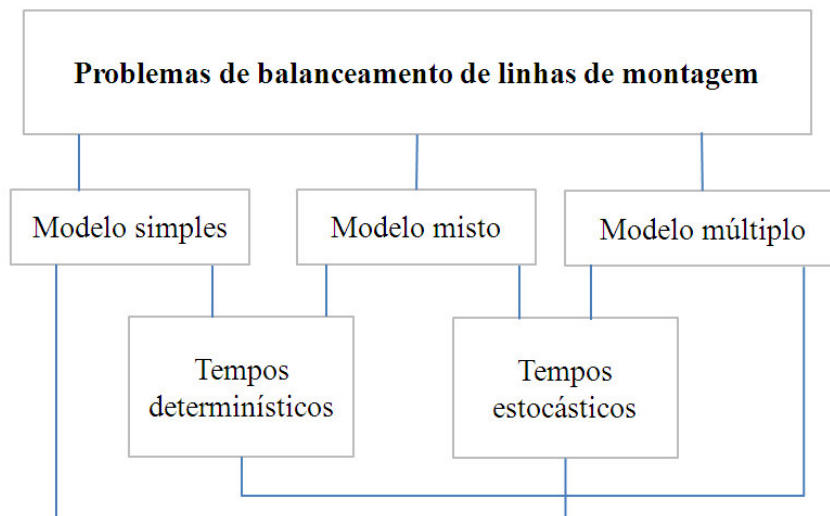 Problemas de balanceamento de linhas de montagem
Modelo simples
Modelo misto
Modelo múltiplo
Tempos
determinísticos
Tempos
estocásticos